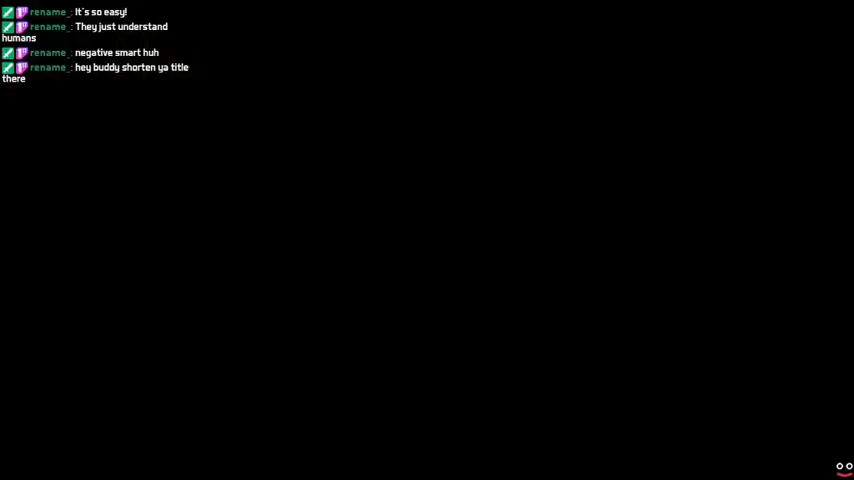 rename_: It's so easy!
rename_: They just understand
humans
rename_: negative smart huh
rename_: hey buddy shorten ya title
there